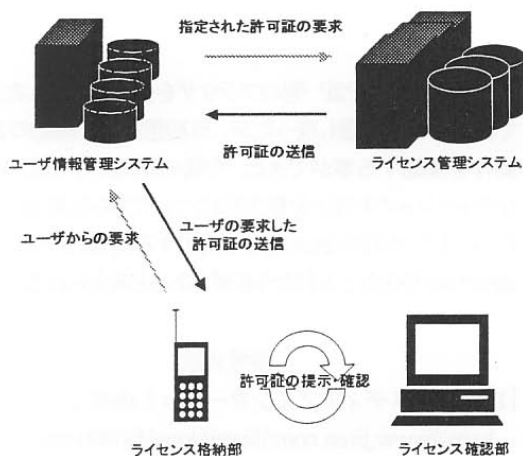 指定された許可証の要求
許可証の送信
ユーザ情報管理システム
ライセンス管理システム
ユーザからの要求
ユーザの要求した
許可証の送信
許可証の提示・確認
ライセンス格納部
ライセンス確認部